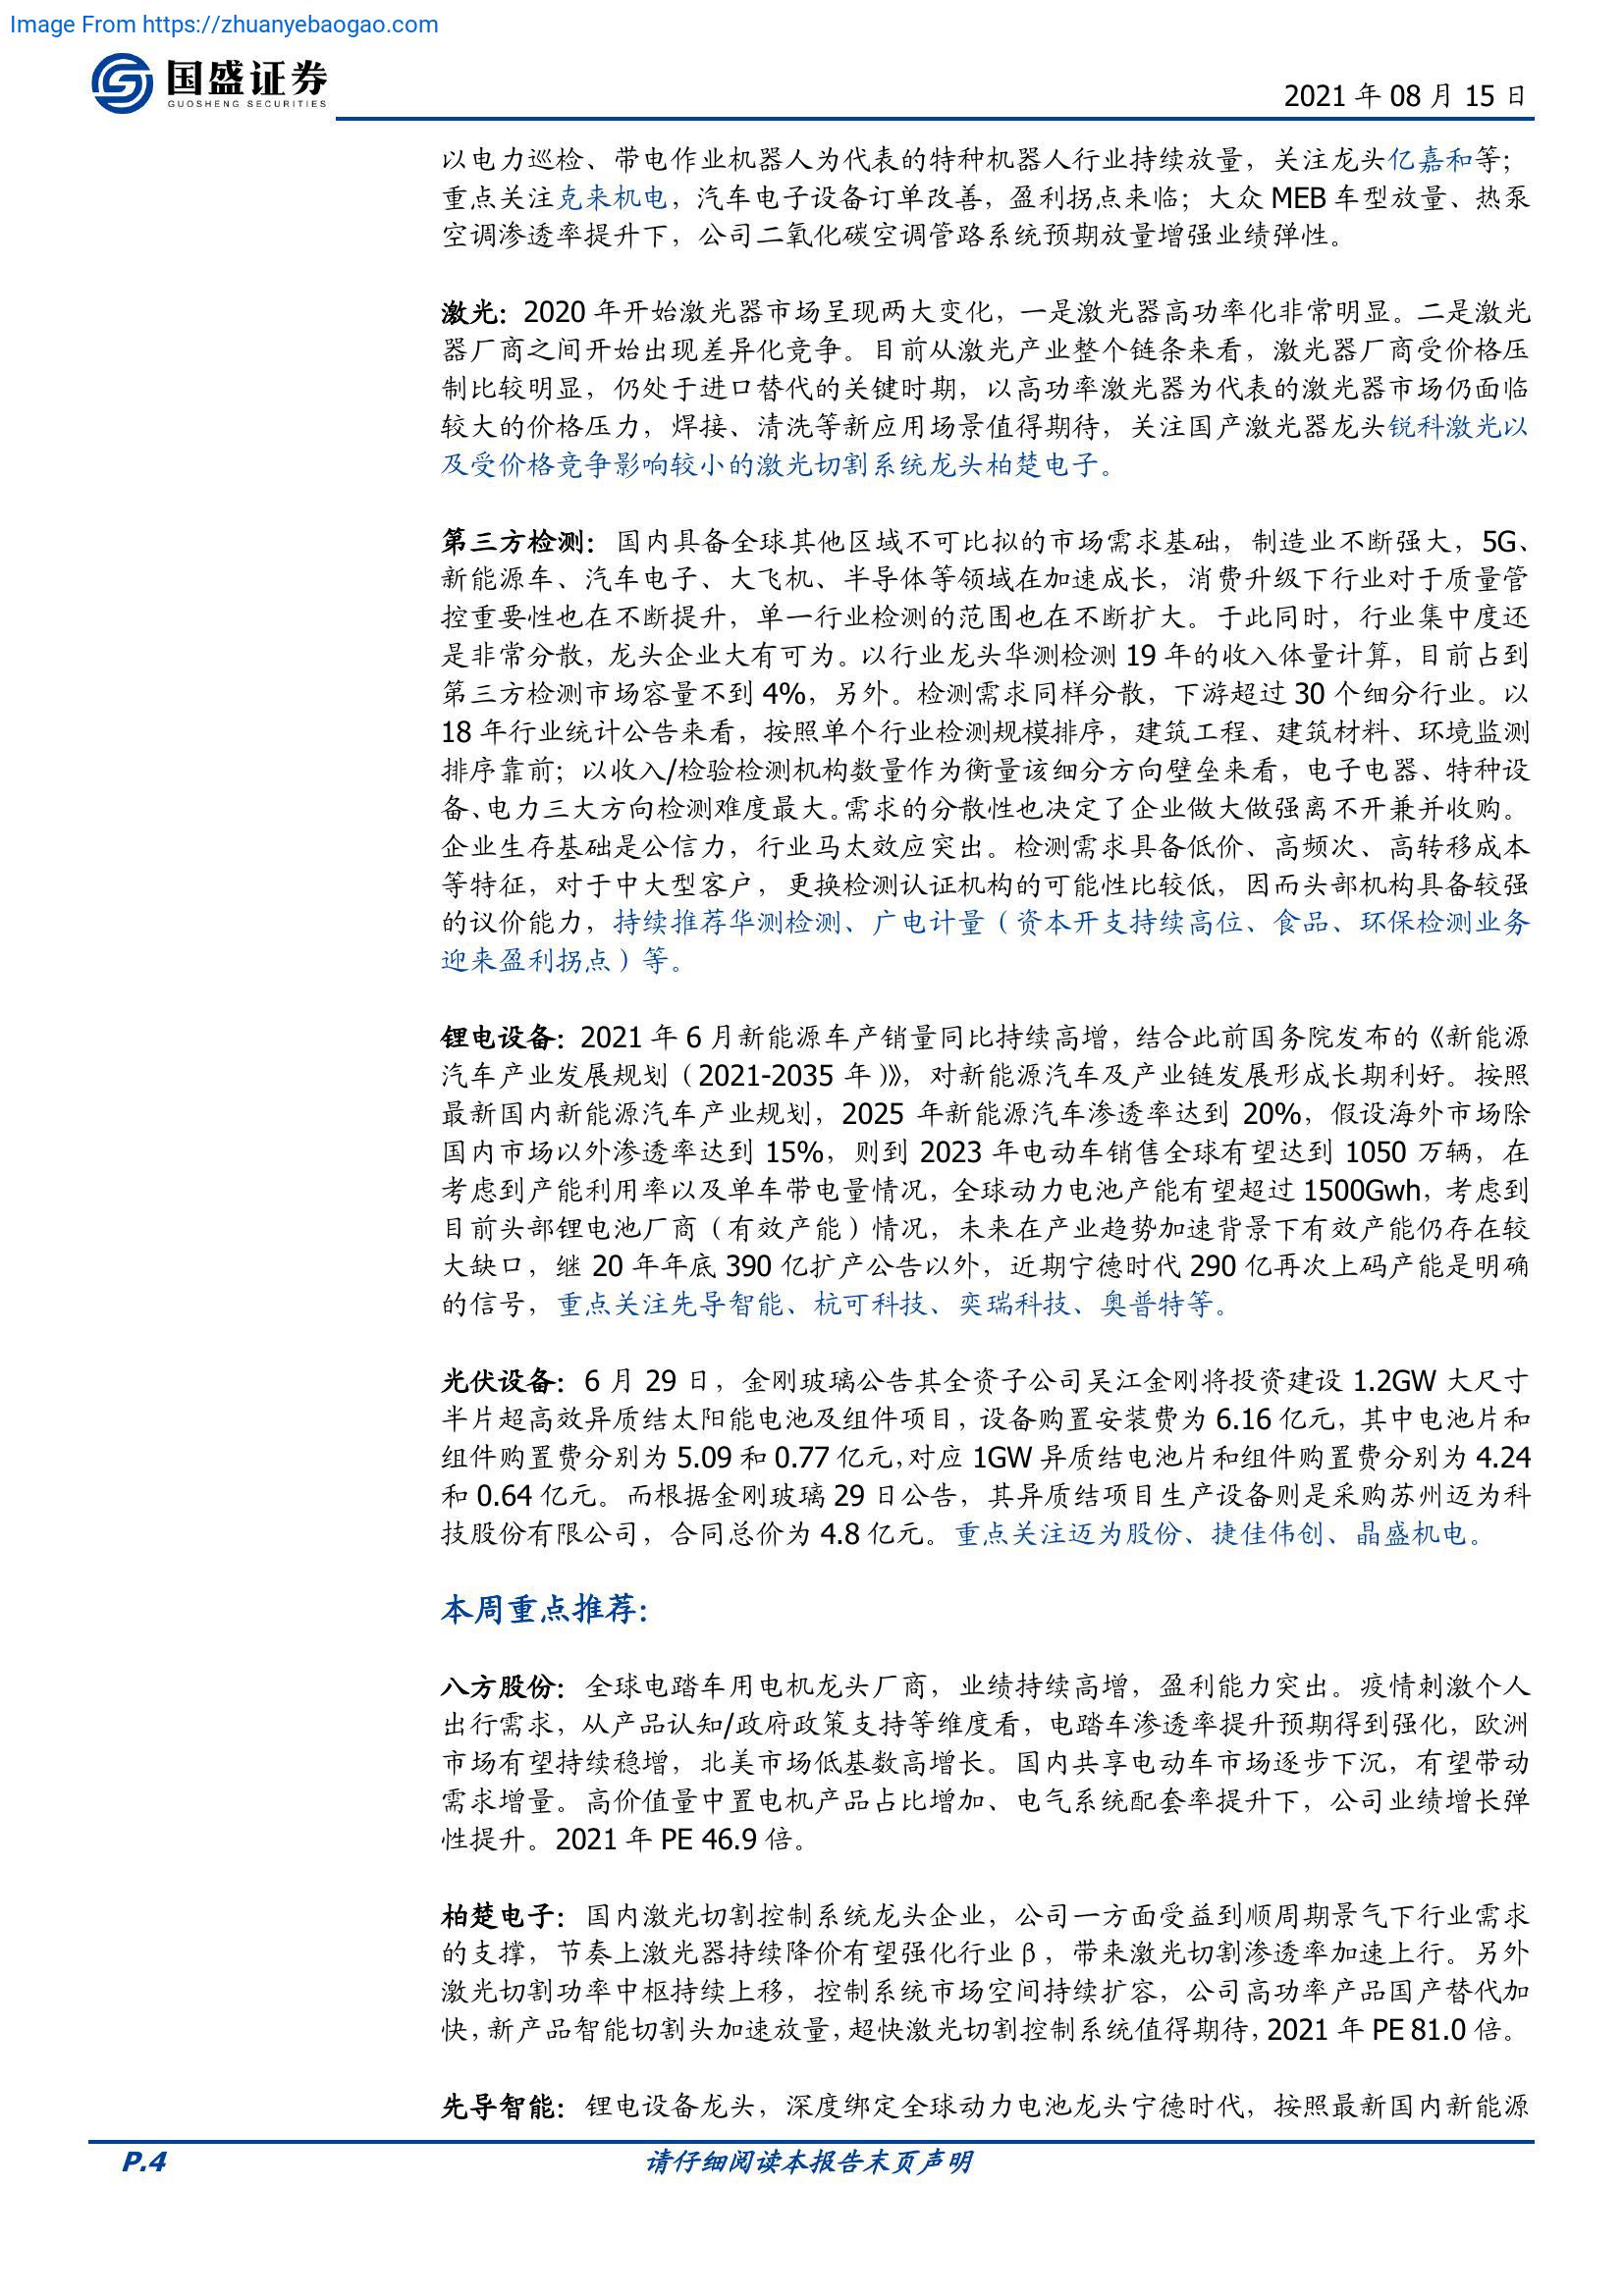 Image From https://zhuanyebaogao.com
国盛证券
GUOSHENG SECURITIES
2021 年 08 月 15 日
以电力巡检、带电作业机器人为代表的特种机器人行业持续放量，关注龙头亿嘉和等；
重点关注克来机电，汽车电子设备订单改善，盈利拐点来临；大众 MEB 车型放量、热泵
空调渗透率提升下，公司二氧化碳空调管路系统预期放量增强业绩弹性。
激光：2020 年开始激光器市场呈现两大变化，一是激光器高功率化非常明显。二是激光
器厂商之间开始出现差异化竞争。目前从激光产业整个链条来看，激光器厂商受价格压
制比较明显，仍处于进口替代的关键时期，以高功率激光器为代表的激光器市场仍面临
较大的价格压力，焊接、清洗等新应用场景值得期待，关注国产激光器龙头锐科激光以
及受价格竞争影响较小的激光切割系统龙头柏楚电子。
第三方检测：国内具备全球其他区域不可比拟的市场需求基础，制造业不断强大，5G、
新能源车、汽车电子、大飞机、半导体等领域在加速成长，消费升级下行业对于质量管
控重要性也在不断提升，单一行业检测的范围也在不断扩大。于此同时，行业集中度还
是非常分散，龙头企业大有可为。以行业龙头华测检测 19 年的收入体量计算，目前占到
第三方检测市场容量不到 4%，另外。检测需求同样分散，下游超过 30 个细分行业。以
18 年行业统计公告来看，按照单个行业检测规模排序，建筑工程、建筑材料、环境监测
排序靠前；以收入/检验检测机构数量作为衡量该细分方向壁垒来看，电子电器、特种设
备、电力三大方向检测难度最大。需求的分散性也决定了企业做大做强离不开兼并收购。
企业生存基础是公信力，行业马太效应突出。检测需求具备低价、高频次、高转移成本
等特征，对于中大型客户，更换检测认证机构的可能性比较低，因而头部机构具备较强
的议价能力，持续推荐华测检测、广电计量（资本开支持续高位、食品、环保检测业务
迎来盈利拐点）等。
锂电设备：2021 年 6 月新能源车产销量同比持续高增，结合此前国务院发布的《新能源
汽车产业发展规划（2021-2035 年）》，对新能源汽车及产业链发展形成长期利好。按照
最新国内新能源汽车产业规划，2025 年新能源汽车渗透率达到 20%，假设海外市场除
国内市场以外渗透率达到 15%，则到 2023 年电动车销售全球有望达到 1050 万辆，在
考虑到产能利用率以及单车带电量情况，全球动力电池产能有望超过 1500Gwh，考虑到
目前头部锂电池厂商（有效产能）情况，未来在产业趋势加速背景下有效产能仍存在较
大缺口，继 20 年年底 390 亿扩产公告以外，近期宁德时代 290 亿再次上码产能是明确
的信号，重点关注先导智能、杭可科技、奕瑞科技、奥普特等。
光伏设备：6 月 29 日，金刚玻璃公告其全资子公司吴江金刚将投资建设 1.2GW 大尺寸
半片超高效异质结太阳能电池及组件项目，设备购置安装费为 6.16 亿元，其中电池片和
组件购置费分别为 5.09 和 0.77 亿元，对应 1GW 异质结电池片和组件购置费分别为 4.24
和 0.64 亿元。而根据金刚玻璃 29 日公告，其异质结项目生产设备则是采购苏州迈为科
技股份有限公司，合同总价为 4.8 亿元。重点关注迈为股份、捷佳伟创、晶盛机电。
本周重点推荐：
八方股份：全球电踏车用电机龙头厂商，业绩持续高增，盈利能力突出。疫情刺激个人
出行需求，从产品认知/政府政策支持等维度看，电踏车渗透率提升预期得到强化，欧洲
市场有望持续稳增，北美市场低基数高增长。国内共享电动车市场逐步下沉，有望带动
需求增量。高价值量中置电机产品占比增加、电气系统配套率提升下，公司业绩增长弹
性提升。2021 年 PE 46.9 倍。
柏楚电子：国内激光切割控制系统龙头企业，公司一方面受益到顺周期景气下行业需求
的支撑，节奏上激光器持续降价有望强化行业 β，带来激光切割渗透率加速上行。另外
激光切割功率中枢持续上移，控制系统市场空间持续扩容，公司高功率产品国产替代加
快，新产品智能切割头加速放量，超快激光切割控制系统值得期待，2021 年 PE 81.0 倍。
先导智能：锂电设备龙头，深度绑定全球动力电池龙头宁德时代，按照最新国内新能源
P.4
请仔细阅读本报告末页声明